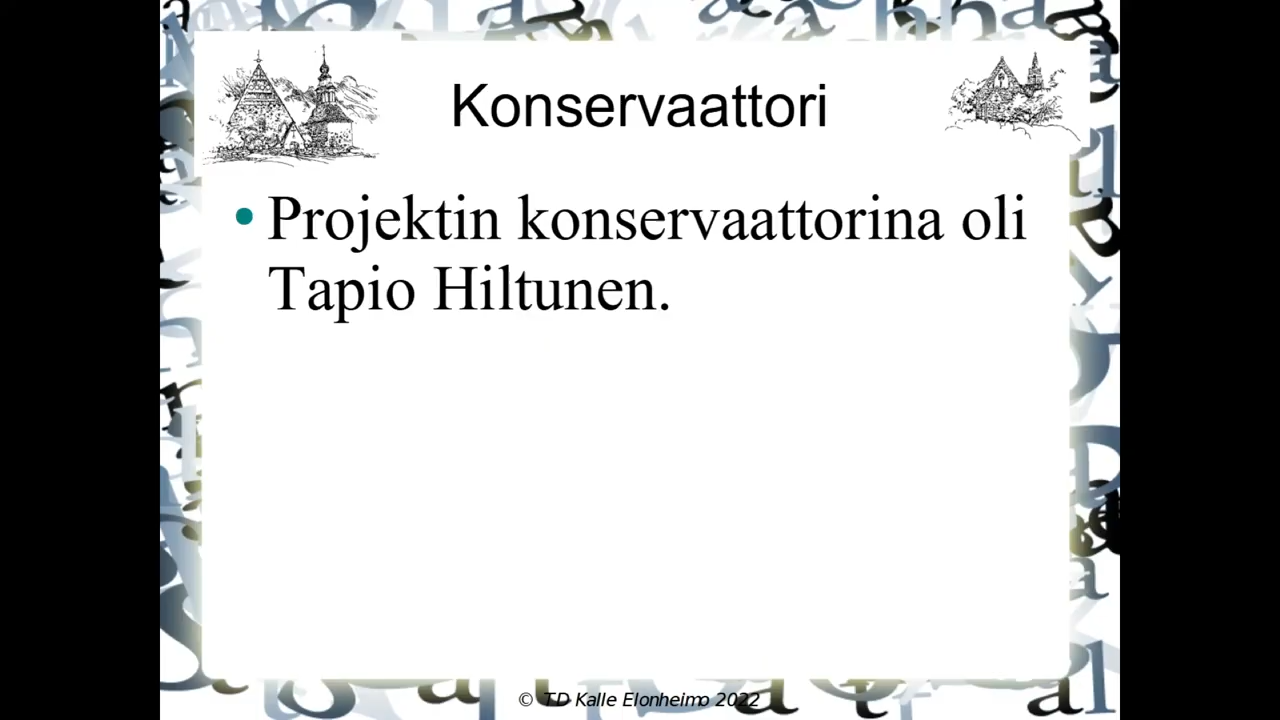 Konservaattori
• Projektin konservaattorina oli
Tapio Hiltunen.
© TD Kalle Elonheimo 2022